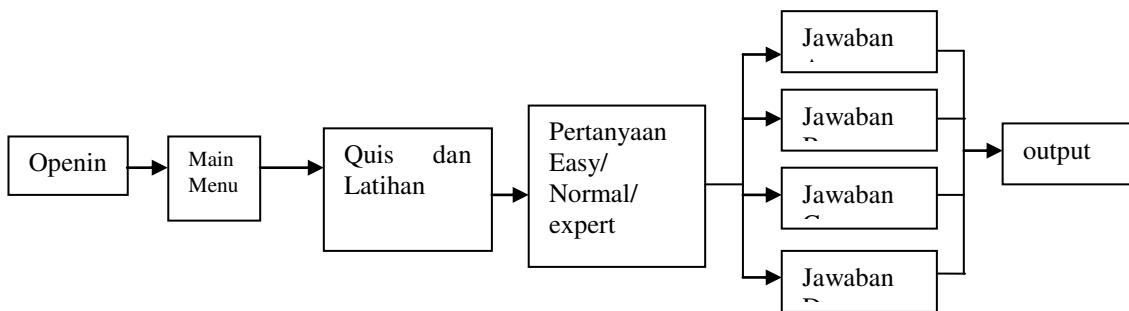 Openin
Main
Menu
Quis dan
Latihan
Pertanyaan
Easy/
Normal/
expert
Jawaban
Jawaban
Jawaban
Jawaban
output